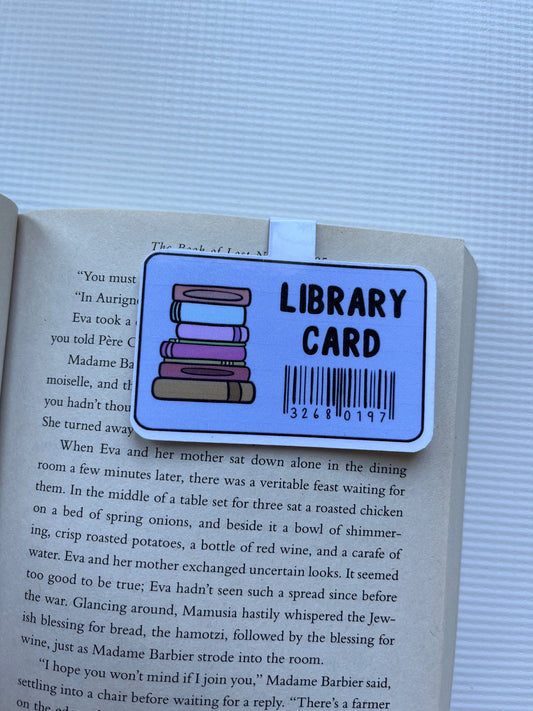 The Book of Lost N
LIBRARY
CARD
3268 0197
"You must
"In Aurign
Eva took a
you told Père C
Madame Bar
moiselle, and th
you hadn't thou
She turned away
When Eva and her mother sat down alone in the dining
room a few minutes later, there was a veritable feast waiting for
them. In the middle of a table set for three sat a roasted chicken
on a bed of spring onions, and beside it a bowl of shimmer-
ing, crisp roasted potatoes, a bottle of red wine, and a carafe of
water. Eva and her mother exchanged uncertain looks. It seemed
too good to be true; Eva hadn't seen such a spread since before
the war. Glancing around, Mamusia hastily whispered the Jew-
ish blessing for bread, the hamotzi, followed by the blessing for
wine, just as Madame Barbier strode into the room.
"I hope you won't mind if I join you," Madame Barbier said,
settling into a chair before waiting for a reply. "There's a farmer
on the edge of